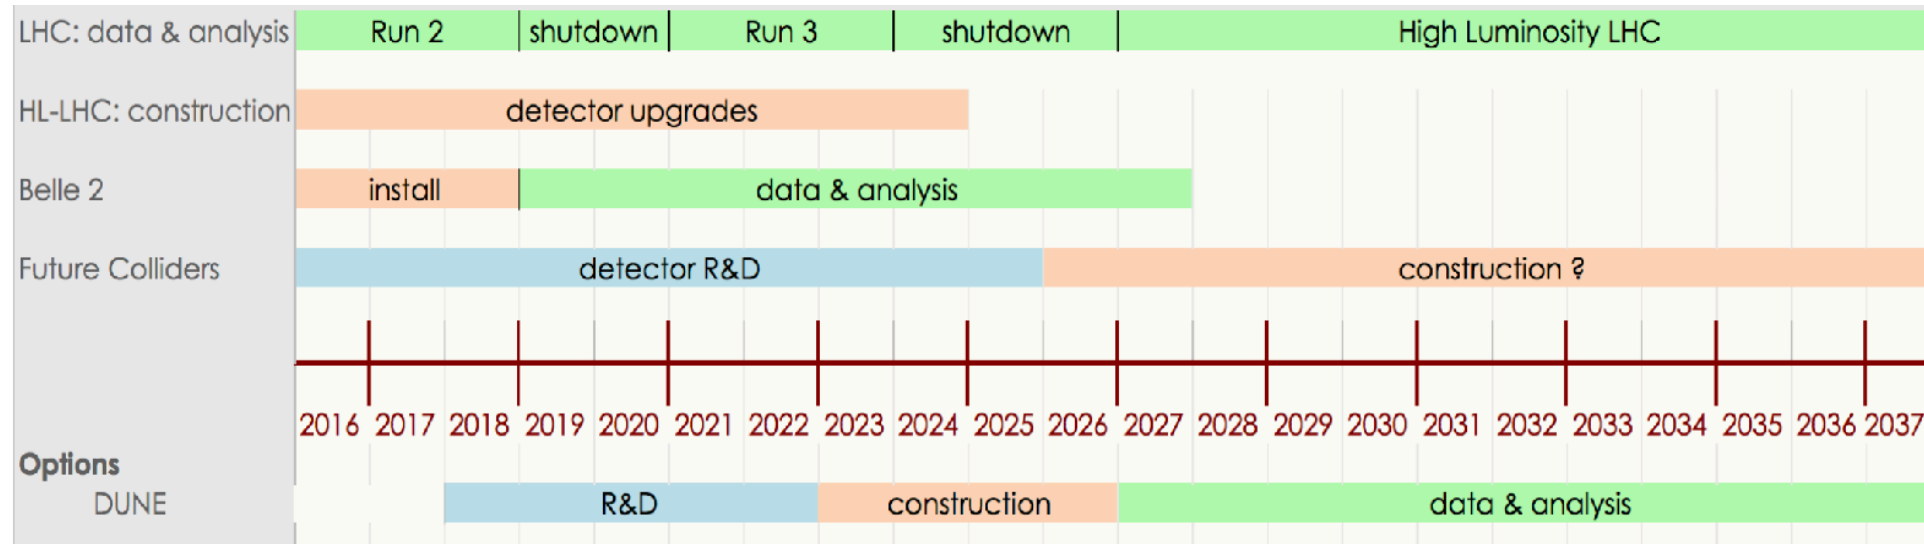 LHC: data & analysis Run 2 shutdown Run 3 shutdown High Luminosity LHC
HL-LHC: construction detector upgrades
Belle 2 install data & analysis
Future Colliders detector R&D construction ?
2016 2017 2018 2019 2020 2021 2022 2023 2024 2025 2026 2027 2028 2029 2030 2031 2032 2033 2034 2035 2036 2037
Options
DUNE R&D construction data & analysis